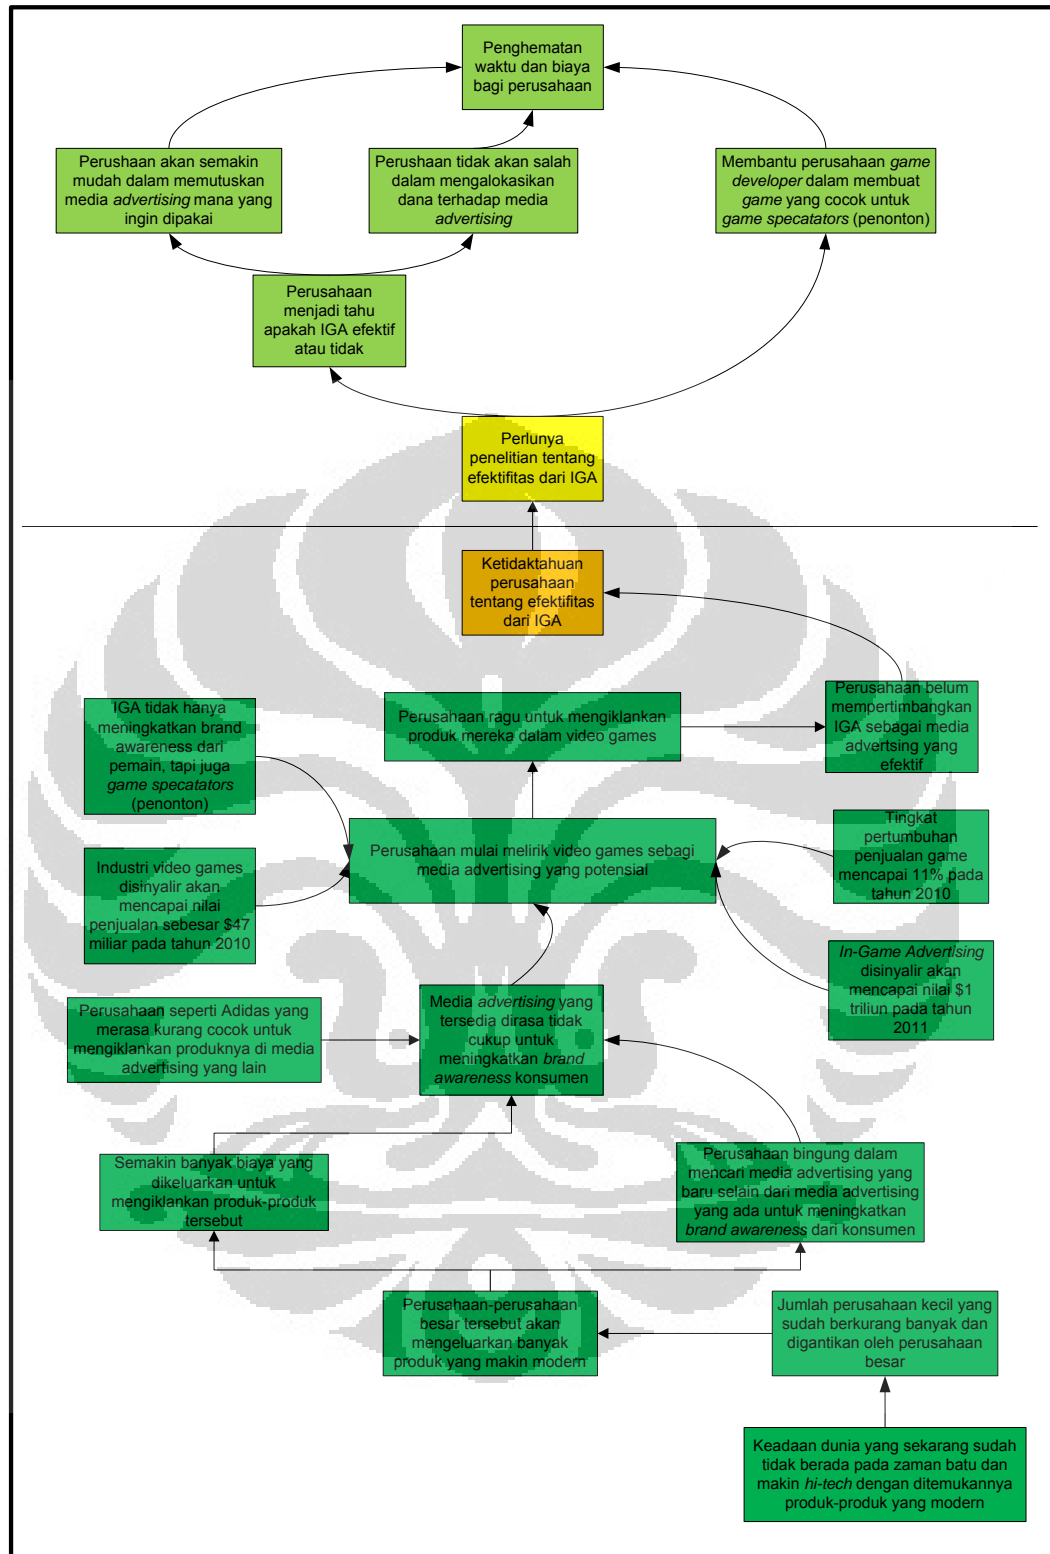 Penghematan
waktu dan biaya
bagi perusahaan
Perushaan akan semakin
mudah dalam memutuskan
media advertising mana yang
ingin dipakai
Perushaan tidak akan salah
dalam mengalokasikan
dana terhadap media
advertising
Membantu perusahaan game
developer dalam membuat
game yang cocok untuk
game specatators (penonton)
Perusahaan
menjadi tahu
apakah IGA efektif
atau tidak
Perlunya
penelitian tentang
efektifitas dari IGA
Ketidaktahuan
perusahaan
tentang efektifitas
dari IGA
IGA tidak hanya
meningkatkan brand
awareness dari
pemain, tapi juga
game specatators
(penonton)
Perusahaan ragu untuk mengiklankan
produk mereka dalam video games
Perusahaan belum
mempertimbangkan
IGA sebagai media
advertsing yang
efektif
Industri video games
disinyalir akan
mencapai nilai
penjualan sebesar $47
miliar pada tahun 2010
Perusahaan mulai melirik video games sebagi
media advertising yang potensial
Tingkat
pertumbuhan
penjualan game
mencapai 11% pada
tahun 2010
In-Game Advertising
disinyalir akan
mencapai nilai $1
triliun pada tahun
2011
Perusahaan seperti Adidas yang
merasa kurang cocok untuk
mengiklankan produknya di media
advertising yang lain
Media advertising yang
tersedia dirasa tidak
cukup untuk
meningkatkan brand
awareness konsumen
Semakin banyak biaya yang
dikeluarkan untuk
mengiklankan produk-produk
tersebut
Perusahaan bingung dalam
mencari media advertising yang
baru selain dari media advertising
yang ada untuk meningkatkan
brand awareness dari konsumen
Perusahaan-perusahaan
besar tersebut akan
mengeluarkan banyak
produk yang makin modern
Jumlah perusahaan kecil yang
sudah berkurang banyak dan
digantikan oleh perusahaan
besar
Keadaan dunia yang sekarang sudah
tidak berada pada zaman batu dan
makin hi-tech dengan ditemukannya
produk-produk yang modern